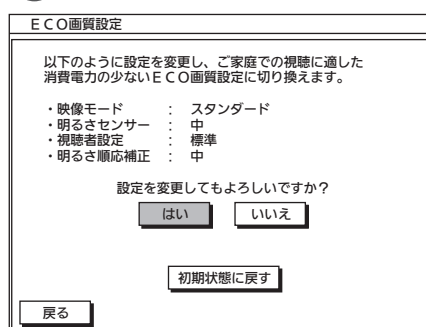 ＥＣＯ画質設定
以下のように設定を変更し、ご家庭での視聴に適した
消費電力の少ないＥＣＯ画質設定に切り換えます。
・映像モード　　：　スタンダード
・明るさセンサー　：　中
・視聴者設定　　：　標準
・明るさ順応補正　：　中
設定を変更してもよろしいですか？
はい　いいえ
初期状態に戻す
戻る